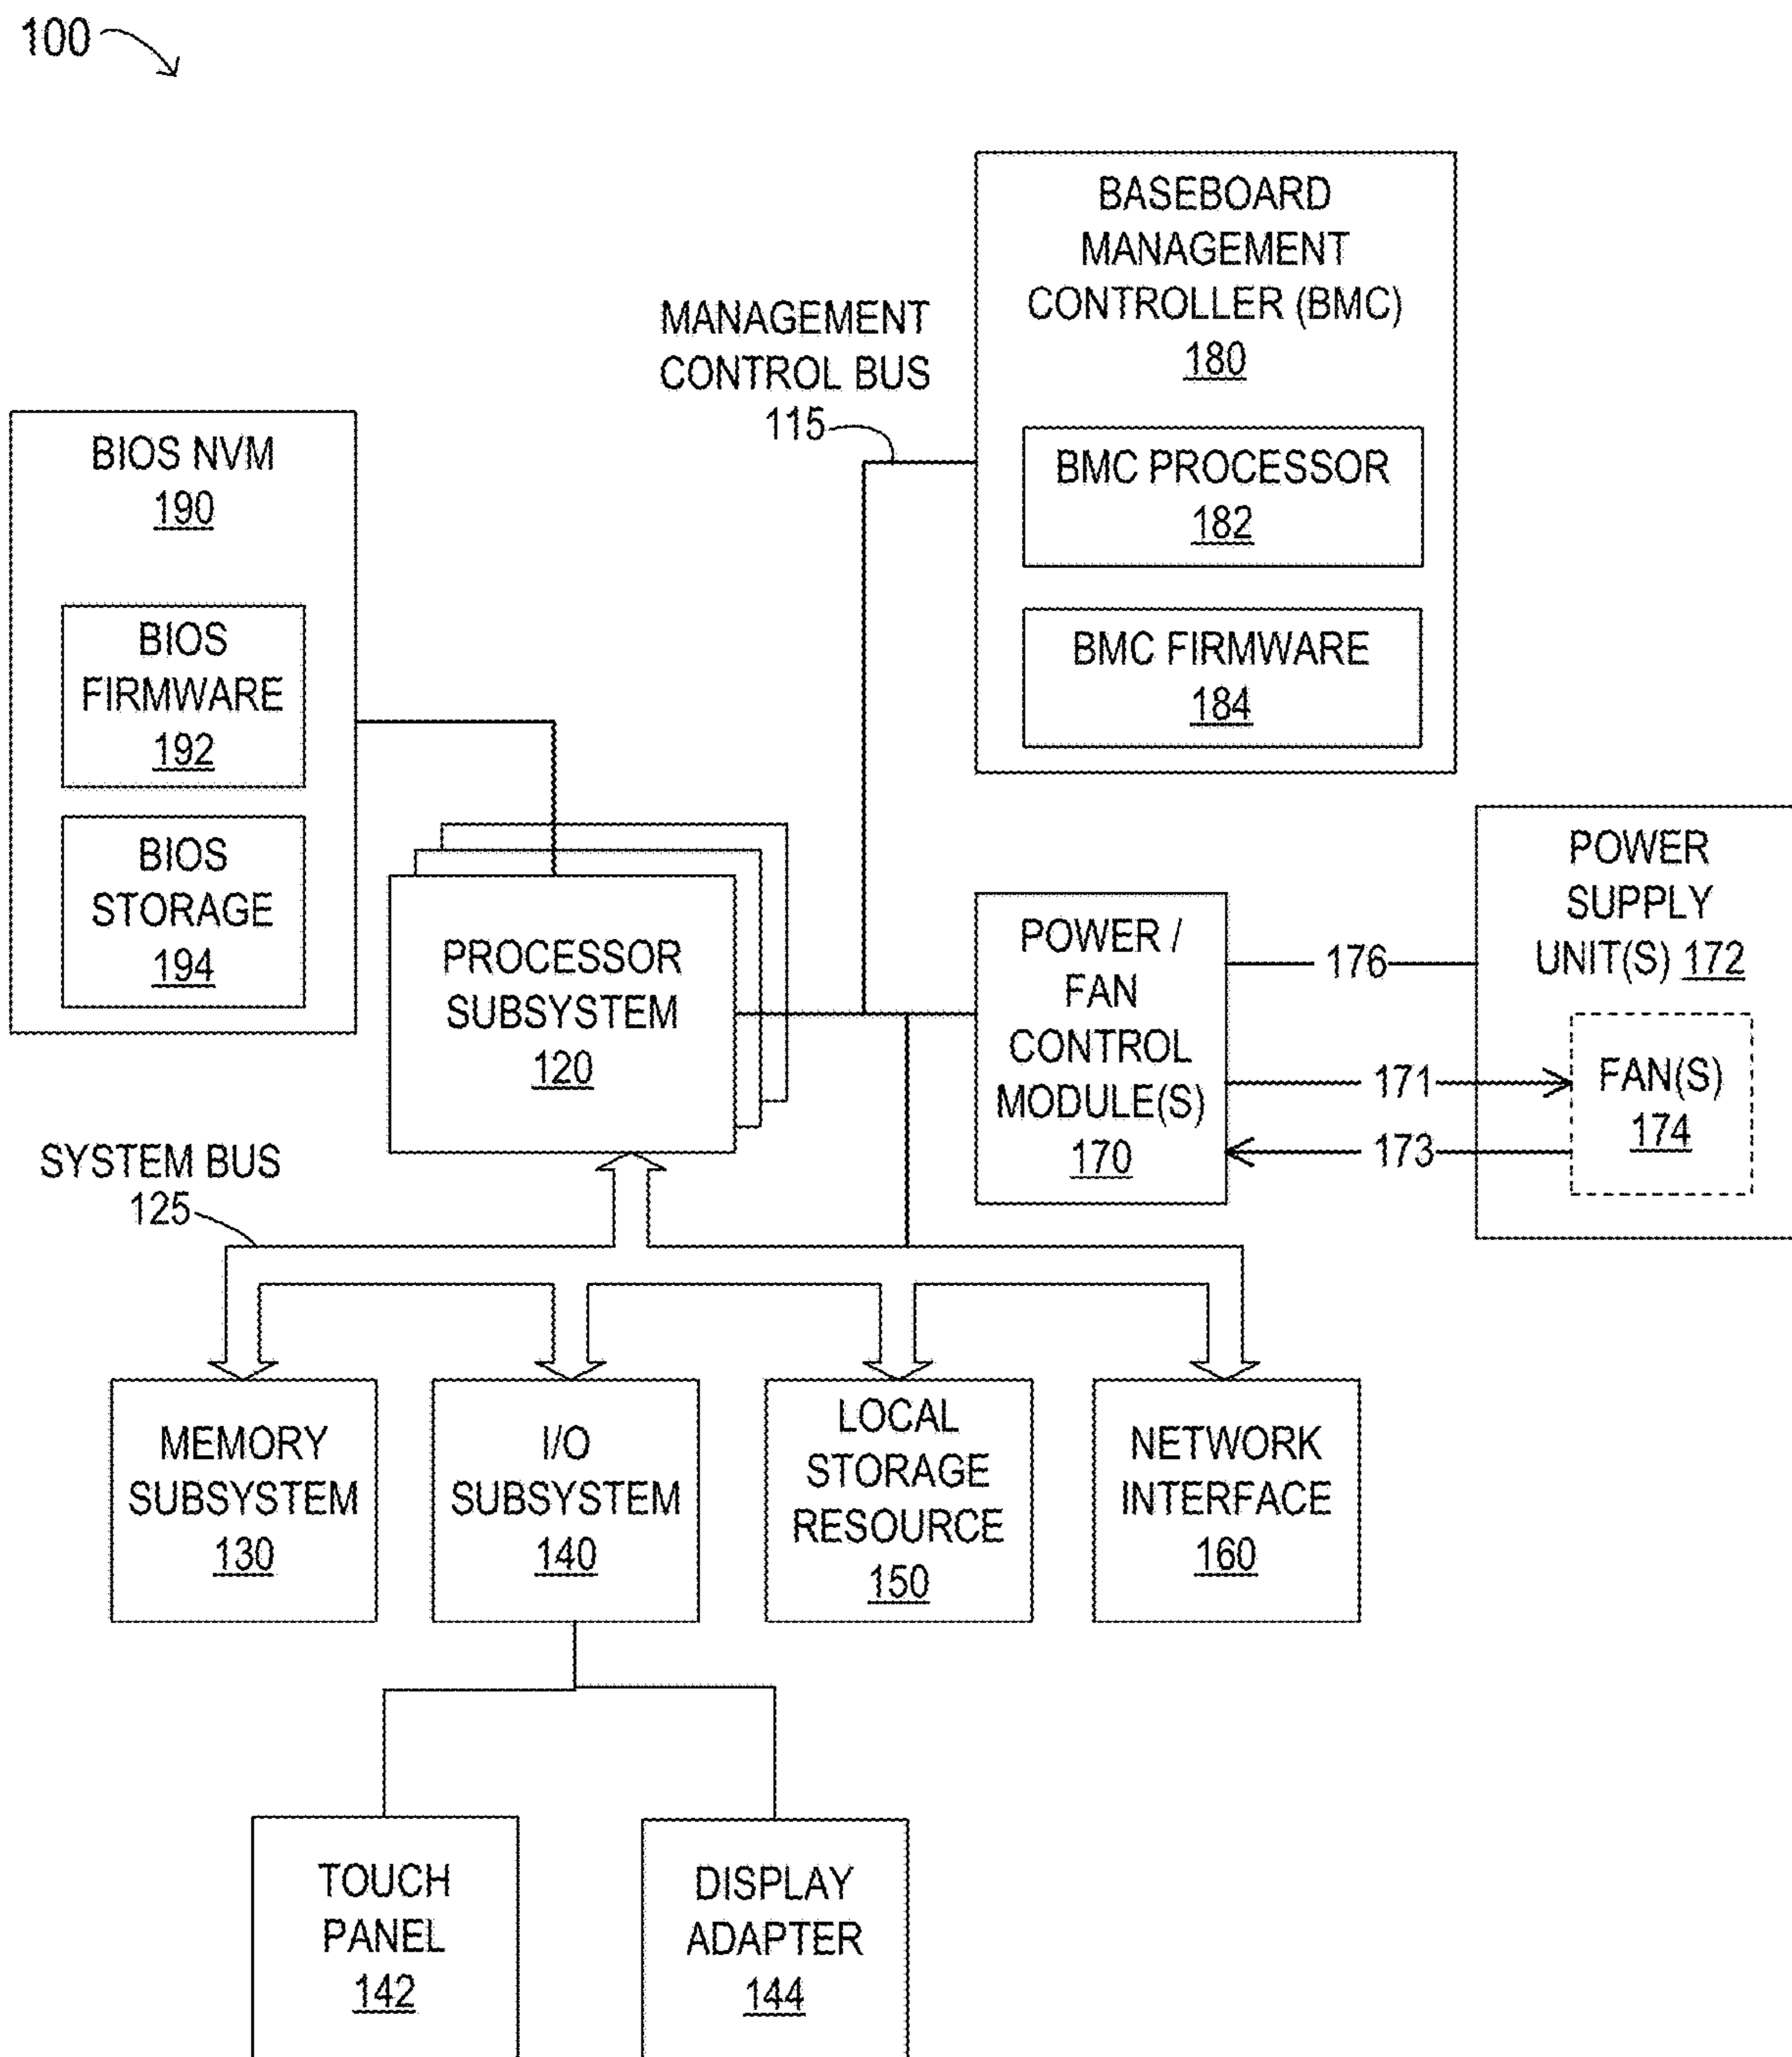 100
BASEBOARD
MANAGEMENT
CONTROLLER (BMC)
180
MANAGEMENT
CONTROL BUS
115
BMC PROCESSOR
182
BMC FIRMWARE
184
BIOS NVM
190
BIOS
FIRMWARE
192
BIOS
STORAGE
194
PROCESSOR
SUBSYSTEM
120
POWER /
FAN
CONTROL
MODULE(S)
170
176
171
173
POWER
SUPPLY
UNIT(S) 172
FAN(S)
174
SYSTEM BUS
125
MEMORY
SUBSYSTEM
130
I/O
SUBSYSTEM
140
LOCAL
STORAGE
RESOURCE
150
NETWORK
INTERFACE
160
TOUCH
PANEL
142
DISPLAY
ADAPTER
144